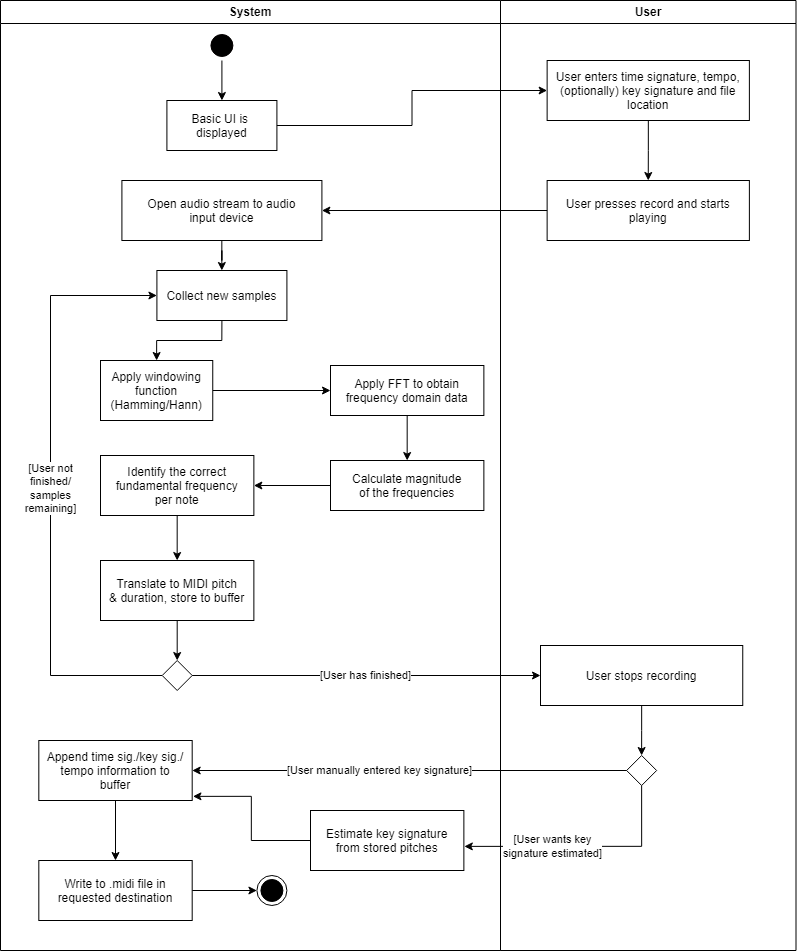 System
User
Basic UI is
displayed
User enters time signature, tempo,
(optionally) key signature and file
location
User presses record and starts
playing
Open audio stream to audio
input device
Collect new samples
Apply windowing
function
(Hamming/Hann)
Apply FFT to obtain
frequency domain data
Calculate magnitude
of the frequencies
Identify the correct
fundamental frequency
per note
[User not
finished/
samples
remaining]
Translate to MIDI pitch
& duration, store to buffer
[User has finished]
User stops recording
[User manually entered key signature]
Append time sig./key sig./
tempo information to
buffer
[User wants key
signature estimated]
Estimate key signature
from stored pitches
Write to .midi file in
requested destination